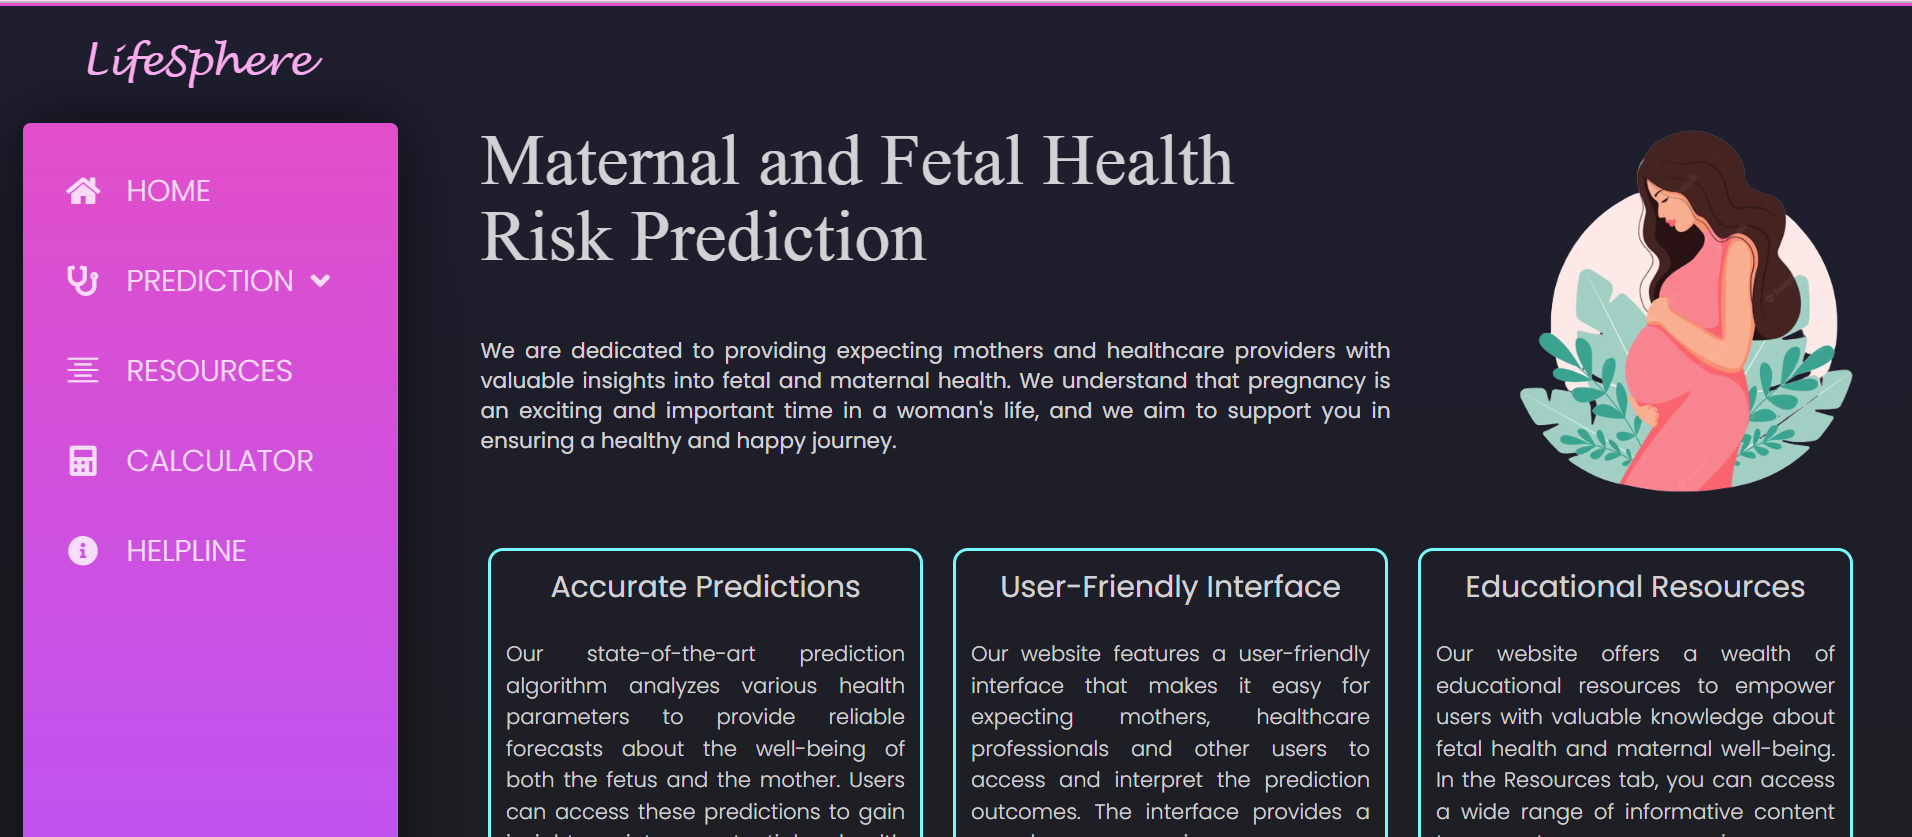 LifeSphere
HOME
PREDICTION
RESOURCES
CALCULATOR
HELPLINE
Maternal and Fetal Health
Risk Prediction
We are dedicated to providing expecting mothers and healthcare providers with
valuable insights into fetal and maternal health. We understand that pregnancy is
an exciting and important time in a woman's life, and we aim to support you in
ensuring a healthy and happy journey.
Accurate Predictions
Our state-of-the-art prediction
algorithm analyzes various health
parameters to provide reliable
forecasts about the well-being of
both the fetus and the mother. Users
can access these predictions to gain
User-Friendly Interface
Our website features a user-friendly
interface that makes it easy for
expecting mothers, healthcare
professionals and other users to
access and interpret the prediction
outcomes. The interface provides a
Educational Resources
Our website offers a wealth of
educational resources to empower
users with valuable knowledge about
fetal health and maternal well-being.
In the Resources tab, you can access
a wide range of informative content